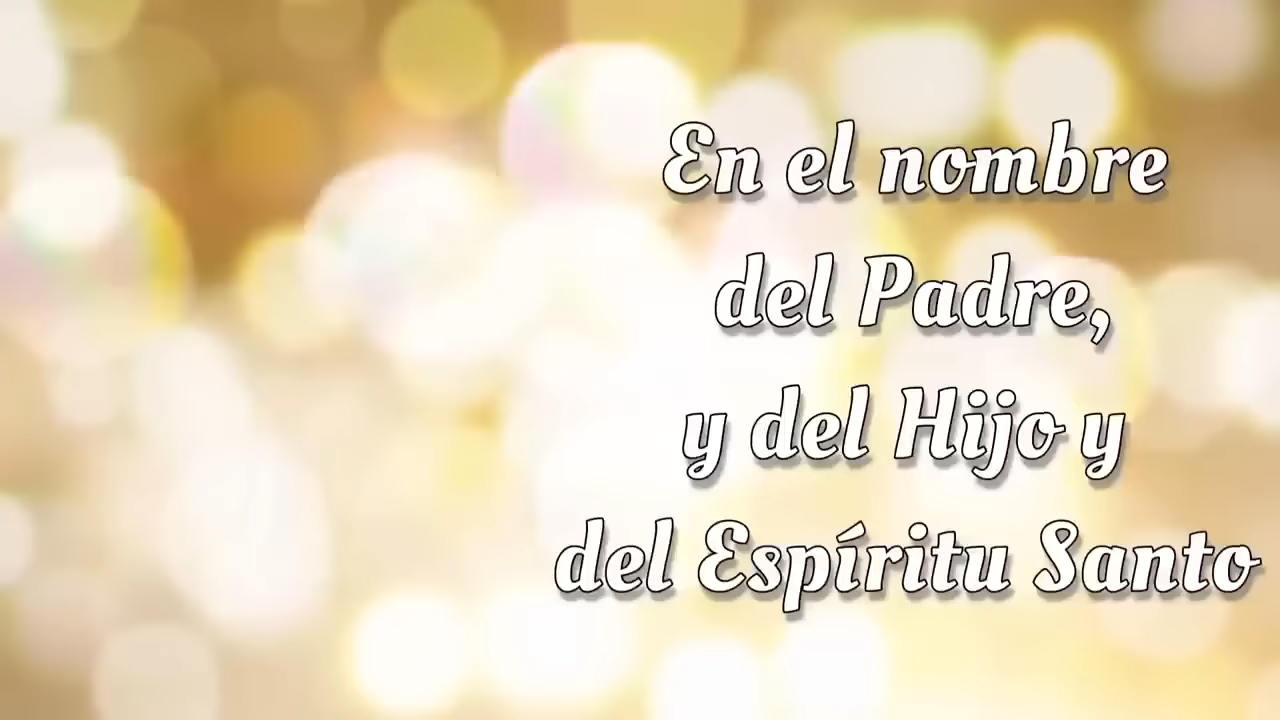 En el nombre
del Padre,
y del Hijo y
del Espíritu Santo